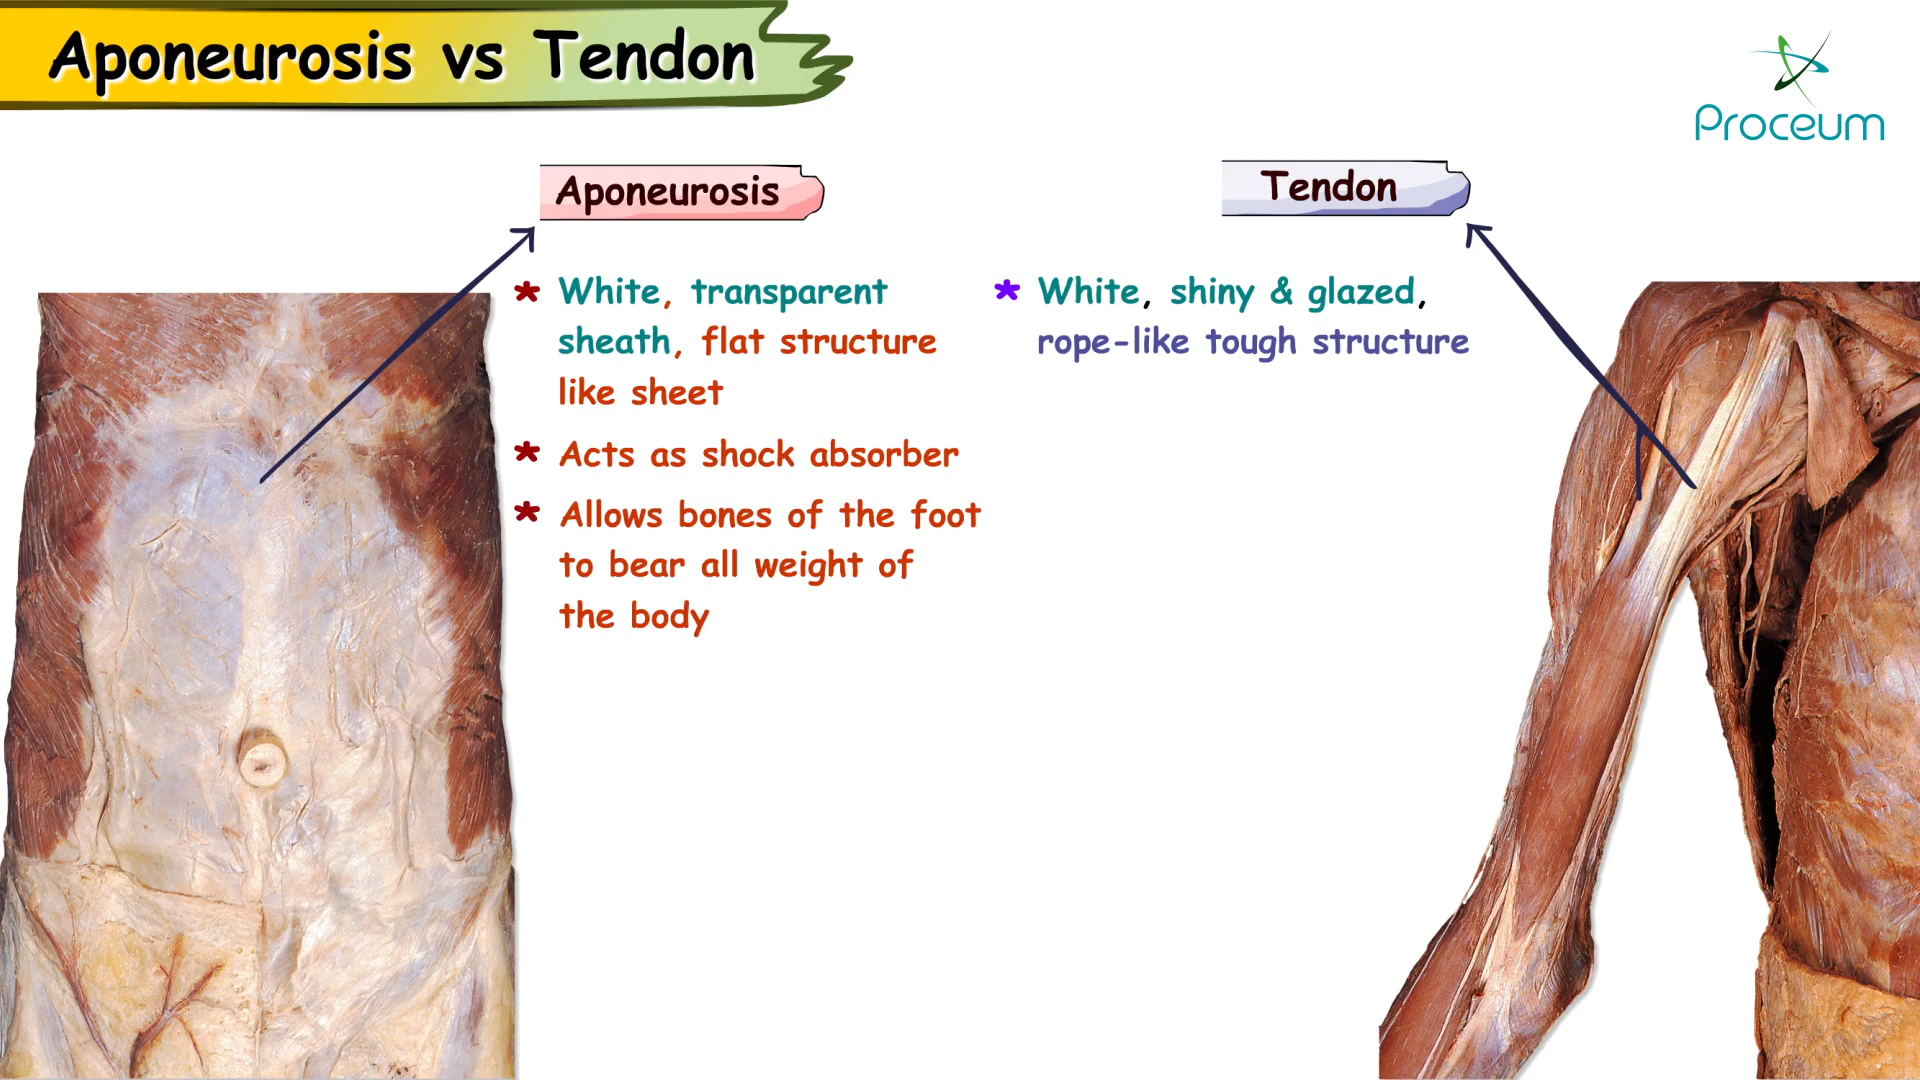 Aponeurosis vs Tendon
Proceum
Aponeurosis
* White, transparent
sheath, flat structure
like sheet
* Acts as shock absorber
* Allows bones of the foot
to bear all weight of
the body
Tendon
* White, shiny & glazed,
rope-like tough structure